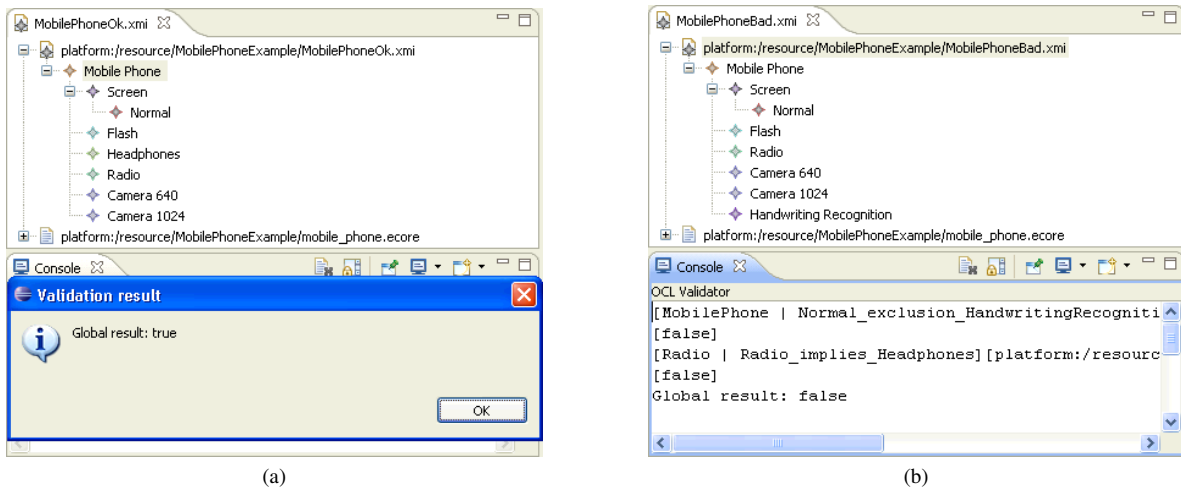 MobilePhoneOk.xmi
platform:/resource/MobilePhoneExample/MobilePhoneOk.xmi
Mobile Phone
Screen
Normal
Flash
Headphones
Radio
Camera 640
Camera 1024
platform:/resource/MobilePhoneExample/mobile_phone.ecore
Console
Validation result
Global result: true
OK
(a)
MobilePhoneBad.xmi
platform:/resource/MobilePhoneExample/MobilePhoneBad.xmi
Mobile Phone
Screen
Normal
Flash
Radio
Camera 640
Camera 1024
Handwriting Recognition
platform:/resource/MobilePhoneExample/mobile_phone.ecore
Console
OCL Validator
[MobilePhone | Normal_exclusion_HandwritingRecogniti
[false]
[Radio | Radio_implies_Headphones][platform:/resourc
[false]
Global result: false
(b)